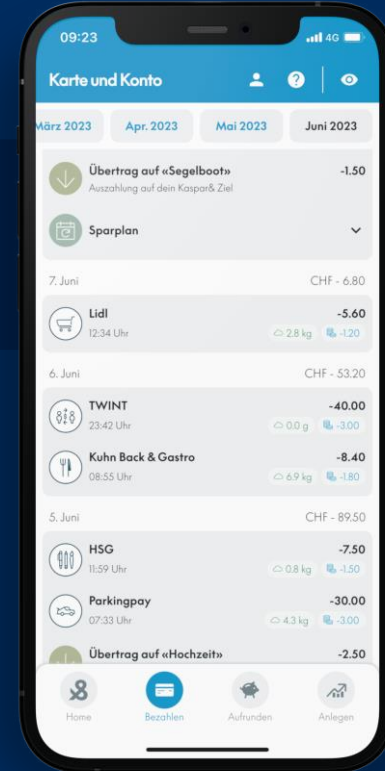 09:23 4G
Karte und Konto
März 2023 Apr. 2023 Mai 2023 Juni 2023
Übertrag auf «Segelboot» -1.50
Auszahlung auf dein Kaspar& Ziel
Sparplan
7. Juni CHF - 6.80
Lidl -5.60
12:34 Uhr 2.8 kg -1.20
6. Juni CHF - 53.20
TWINT -40.00
23:42 Uhr 0.0 g -3.00
Kuhn Back & Gastro -8.40
08:55 Uhr 6.9 kg -1.80
5. Juni CHF - 89.50
HSG -7.50
11:59 Uhr 0.8 kg -1.50
Parkingpay -30.00
07:33 Uhr 4.3 kg -3.00
Übertrag auf «Hochzeit» -2.50
Home Bezahlen Aufrunden Anlegen